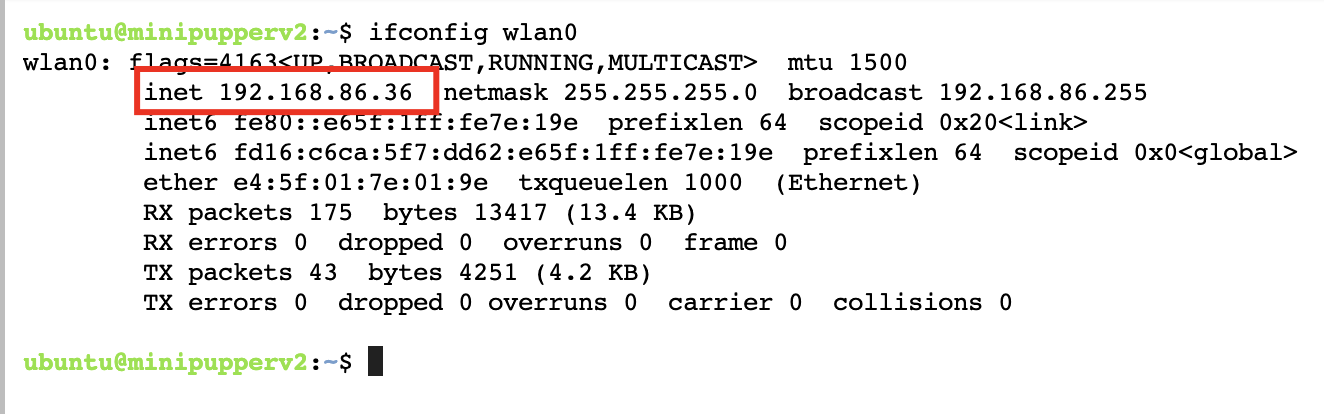 ubuntu@minipupperv2:~$ ifconfig wlan0
wlan0: flags=4163<UP,BROADCAST,RUNNING,MULTICAST>  mtu 1500
        inet 192.168.86.36  netmask 255.255.255.0  broadcast 192.168.86.255
        inet6 fe80::e65f:1ff:fe7e:19e  prefixlen 64  scopeid 0x20<link>
        inet6 fd16:c6ca:5f7:dd62:e65f:1ff:fe7e:19e  prefixlen 64  scopeid 0x0<global>
        ether e4:5f:01:7e:01:9e  txqueuelen 1000  (Ethernet)
        RX packets 175  bytes 13417 (13.4 KB)
        RX errors 0  dropped 0  overruns 0  frame 0
        TX packets 43  bytes 4251 (4.2 KB)
        TX errors 0  dropped 0 overruns 0  carrier 0  collisions 0
ubuntu@minipupperv2:~$